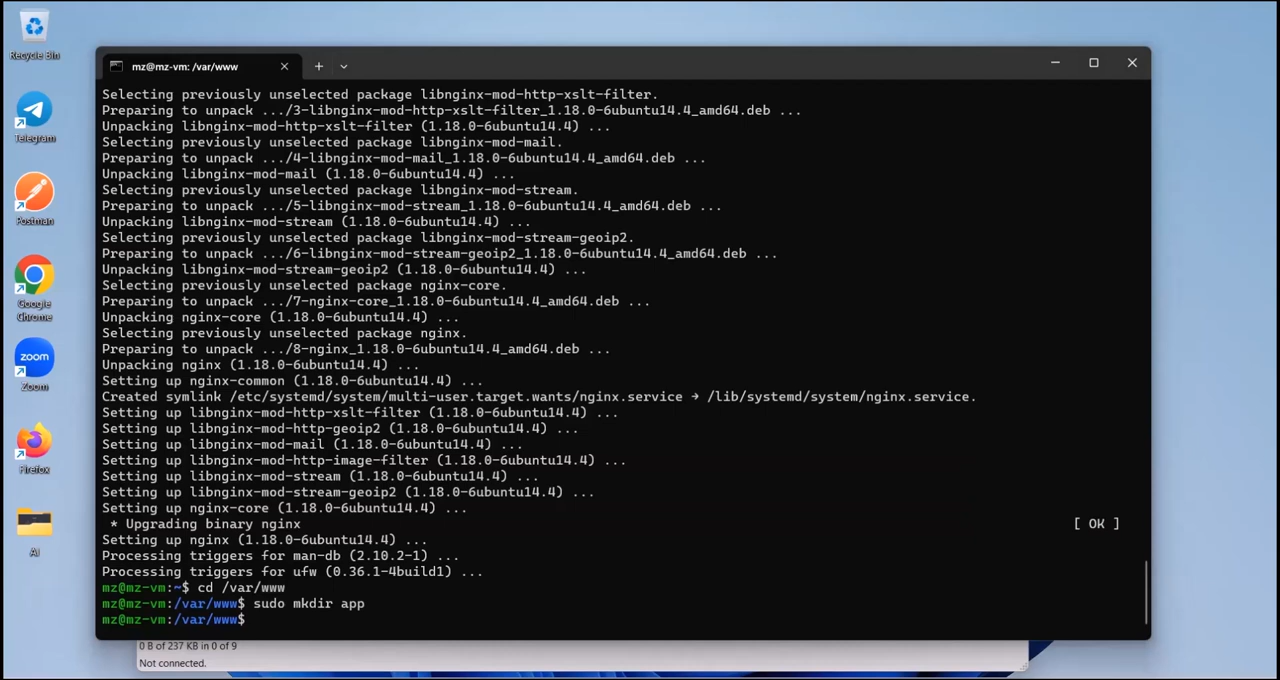 Recycle Bin
Telegram
Postman
Google
Chrome
zoom
Zoom
Firefox
AI
mz@mz-vm: /var/www
Selecting previously unselected package libnginx-mod-http-xslt-filter.
Preparing to unpack .../3-libnginx-mod-http-xslt-filter_1.18.0-6ubuntu14.4_amd64.deb ...
Unpacking libnginx-mod-http-xslt-filter (1.18.0-6ubuntu14.4) ...
Selecting previously unselected package libnginx-mod-mail.
Preparing to unpack .../4-libnginx-mod-mail_1.18.0-6ubuntu14.4_amd64.deb ...
Unpacking libnginx-mod-mail (1.18.0-6ubuntu14.4) ...
Selecting previously unselected package libnginx-mod-stream.
Preparing to unpack .../5-libnginx-mod-stream_1.18.0-6ubuntu14.4_amd64.deb ...
Unpacking libnginx-mod-stream (1.18.0-6ubuntu14.4) ...
Selecting previously unselected package libnginx-mod-stream-geoip2.
Preparing to unpack .../6-libnginx-mod-stream-geoip2_1.18.0-6ubuntu14.4_amd64.deb ...
Unpacking libnginx-mod-stream-geoip2 (1.18.0-6ubuntu14.4) ...
Selecting previously unselected package nginx-core.
Preparing to unpack .../7-nginx-core_1.18.0-6ubuntu14.4_amd64.deb ...
Unpacking nginx-core (1.18.0-6ubuntu14.4) ...
Selecting previously unselected package nginx.
Preparing to unpack .../8-nginx_1.18.0-6ubuntu14.4_amd64.deb ...
Unpacking nginx (1.18.0-6ubuntu14.4) ...
Setting up nginx-common (1.18.0-6ubuntu14.4) ...
Created symlink /etc/systemd/system/multi-user.target.wants/nginx.service → /lib/systemd/system/nginx.service.
Setting up libnginx-mod-http-xslt-filter (1.18.0-6ubuntu14.4) ...
Setting up libnginx-mod-http-geoip2 (1.18.0-6ubuntu14.4) ...
Setting up libnginx-mod-mail (1.18.0-6ubuntu14.4) ...
Setting up libnginx-mod-http-image-filter (1.18.0-6ubuntu14.4) ...
Setting up libnginx-mod-stream (1.18.0-6ubuntu14.4) ...
Setting up libnginx-mod-stream-geoip2 (1.18.0-6ubuntu14.4) ...
Setting up nginx-core (1.18.0-6ubuntu14.4) ...
 * Upgrading binary nginx [ OK ]
Setting up nginx (1.18.0-6ubuntu14.4) ...
Processing triggers for man-db (2.10.2-1) ...
Processing triggers for ufw (0.36.1-4build1) ...
mz@mz-vm:~$ cd /var/www
mz@mz-vm:/var/www$ sudo mkdir app
mz@mz-vm:/var/www$
0 B of 237 KB in 0 of 9
Not connected.